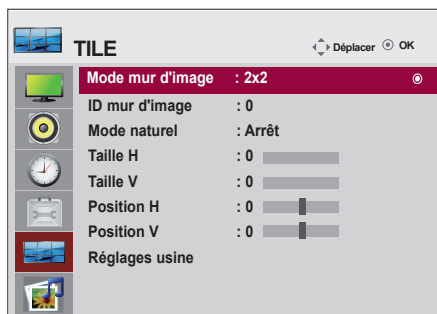 TILE
Déplacer OK
Mode mur d'image : 2x2
ID mur d'image : 0
Mode naturel : Arrêt
Taille H : 0
Taille V : 0
Position H : 0
Position V : 0
Réglages usine